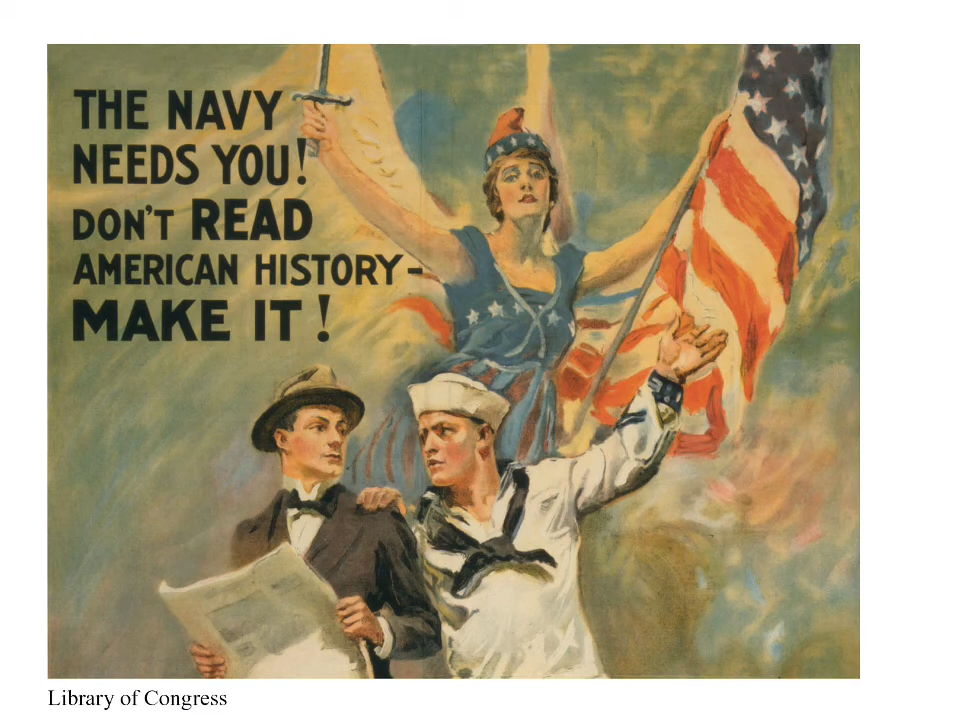 THE NAVY
NEEDS YOU!
DON'T READ
AMERICAN HISTORY-
MAKE IT!
Library of Congress